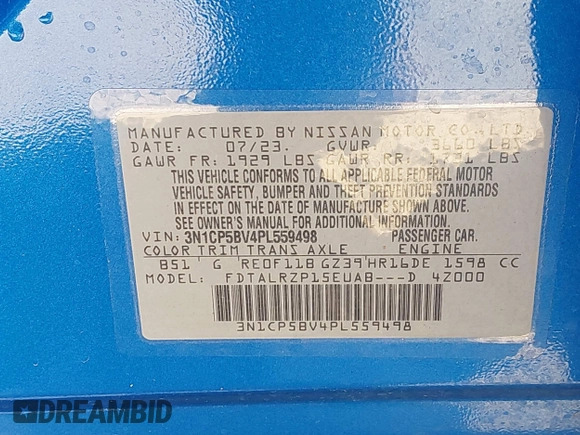 MANUFACTURED BY NISSAN MOTOR CO., LTD.
DATE: 07/23. GVWR: 3660 LBS
GAWR FR: 1929 LBS GAWR RR: 1791 LBS
THIS VEHICLE CONFORMS TO ALL APPLICABLE FEDERAL MOTOR
VEHICLE SAFETY, BUMPER AND THEFT PREVENTION STANDARDS
IN EFFECT ON THE DATE OF MANUFACTURE SHOWN ABOVE.
SEE OWNER'S MANUAL FOR ADDITIONAL INFORMATION.
VIN: 3N1CP5BV4PL559498 PASSENGER CAR.
COLOR TRIM TRANS AXLE ENGINE
B51 G RE0F11B GZ39 HR16DE 1598 CC
MODEL: FDTALRZP15EUAB---D 4Z000
3N1CP5BV4PL559498
DREAMBID